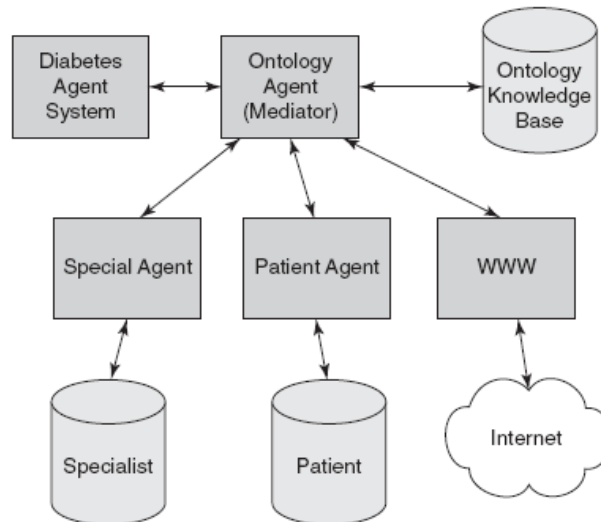 Diabetes
Agent
System
Ontology
Agent
(Mediator)
Ontology
Knowledge
Base
Special Agent
Patient Agent
WWW
Specialist
Patient
Internet